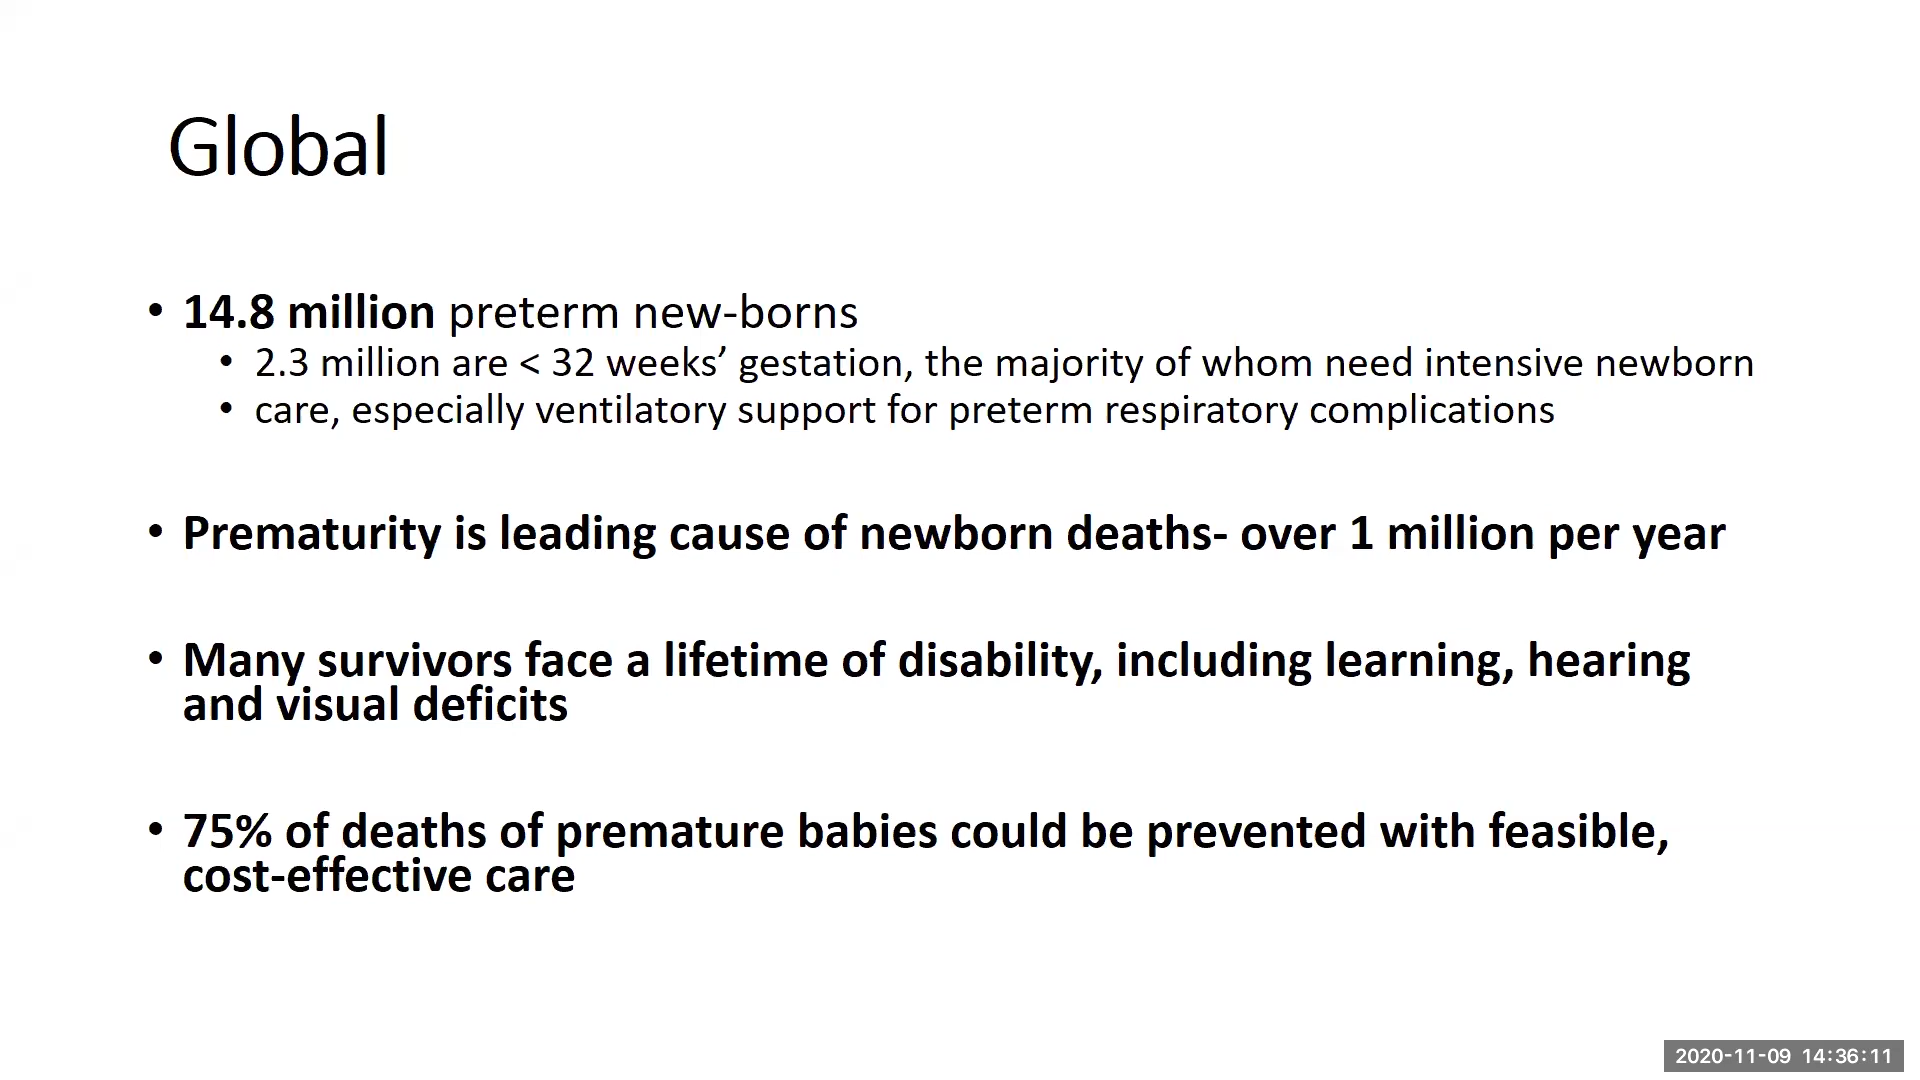 Global
• 14.8 million preterm new-borns
• 2.3 million are < 32 weeks’ gestation, the majority of whom need intensive newborn
• care, especially ventilatory support for preterm respiratory complications
• Prematurity is leading cause of newborn deaths- over 1 million per year
• Many survivors face a lifetime of disability, including learning, hearing
and visual deficits
• 75% of deaths of premature babies could be prevented with feasible,
cost-effective care
2020-11-09 14:36:11